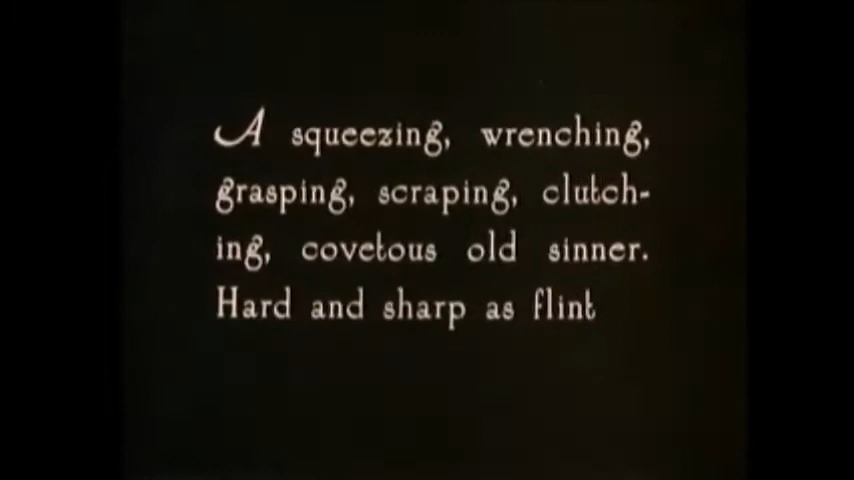 A squeezing, wrenching,
grasping, scraping, clutch-
ing, covetous old sinner.
Hard and sharp as flint